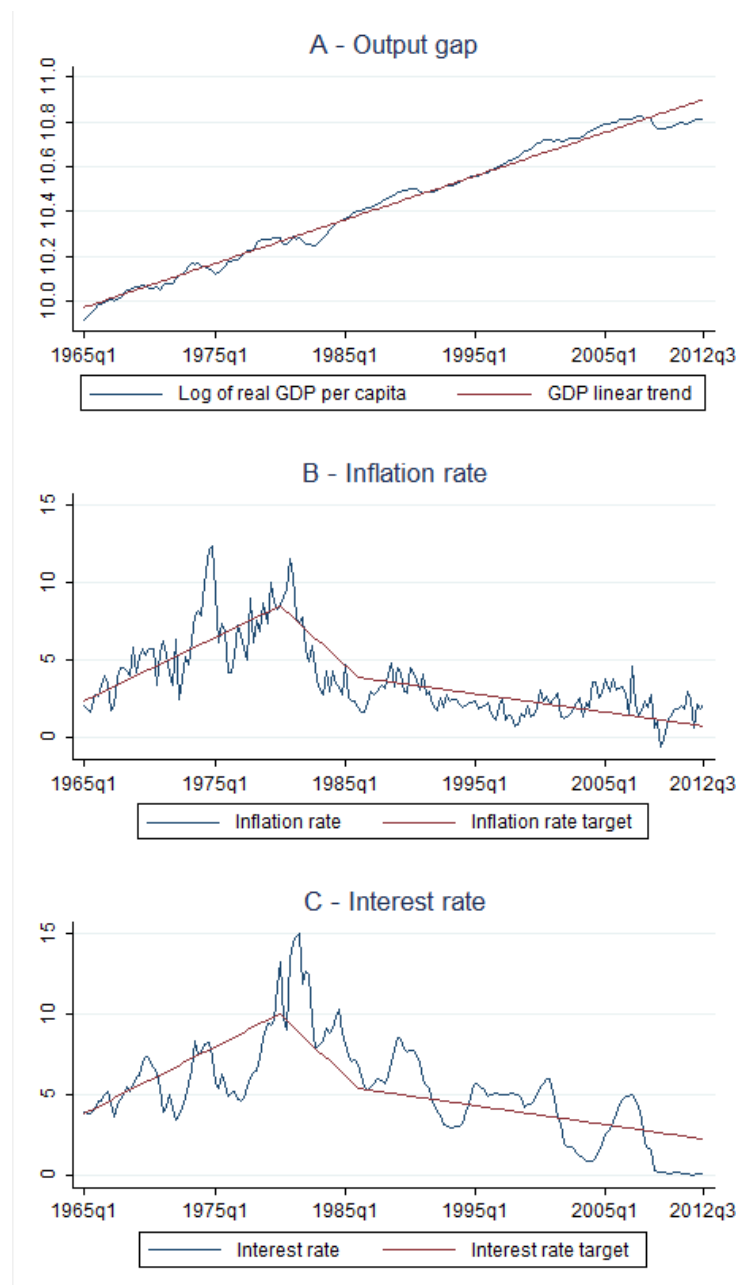 A - Output gap
11.0
10.8
10.6
10.4
10.2
10.0
1965q1 1975q1 1985q1 1995q1 2005q1 2012q3
Log of real GDP per capita GDP linear trend
B - Inflation rate
15
10
5
0
1965q1 1975q1 1985q1 1995q1 2005q1 2012q3
Inflation rate Inflation rate target
C - Interest rate
15
10
5
0
1965q1 1975q1 1985q1 1995q1 2005q1 2012q3
Interest rate Interest rate target